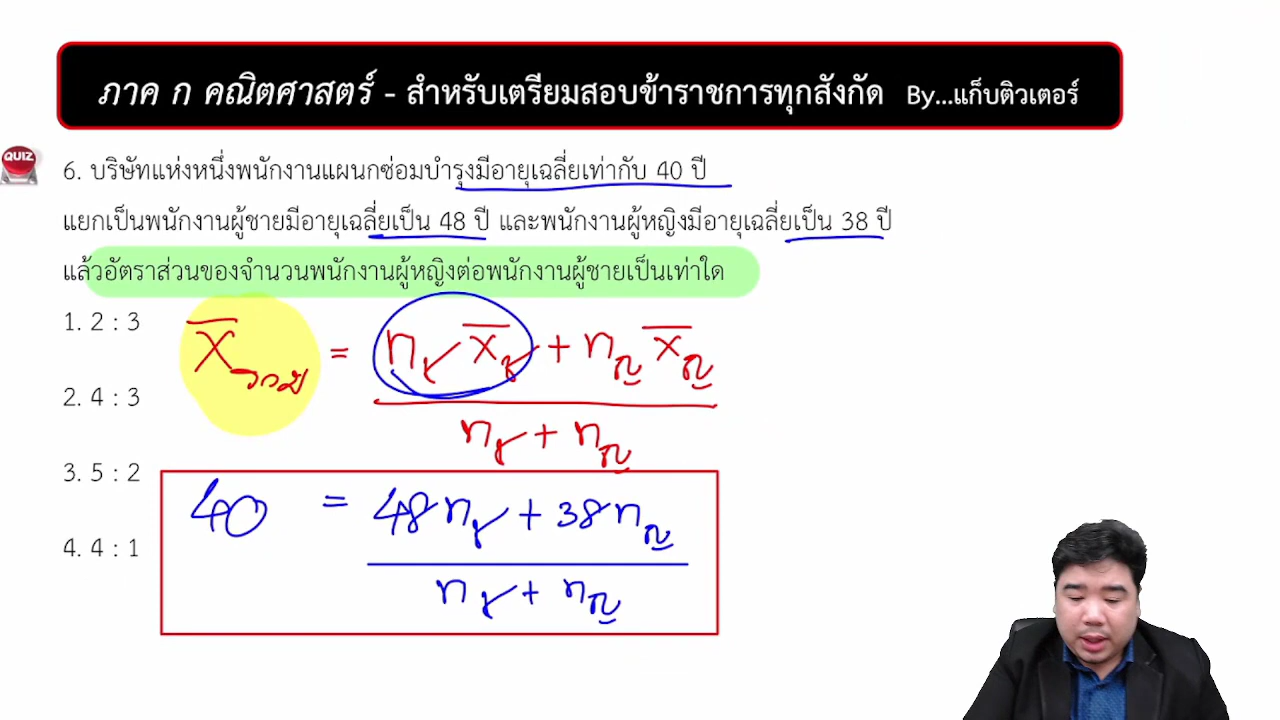 ภาค ก คณิตศาสตร์ - สำหรับเตรียมสอบข้าราชการทุกสังกัด By...แก็บติวเตอร์
QUIZ
6. บริษัทแห่งหนึ่งพนักงานแผนกซ่อมบำรุงมีอายุเฉลี่ยเท่ากับ 40 ปี
แยกเป็นพนักงานผู้ชายมีอายุเฉลี่ยเป็น 48 ปี และพนักงานผู้หญิงมีอายุเฉลี่ยเป็น 38 ปี
แล้วอัตราส่วนของจำนวนพนักงานผู้หญิงต่อพนักงานผู้ชายเป็นเท่าใด
1. 2 : 3
2. 4 : 3
3. 5 : 2
4. 4 : 1
x̄รวม = nช x̄ช + nญ x̄ญ
nช + nญ
40 = 48 nช + 38 nญ
nช + nญ